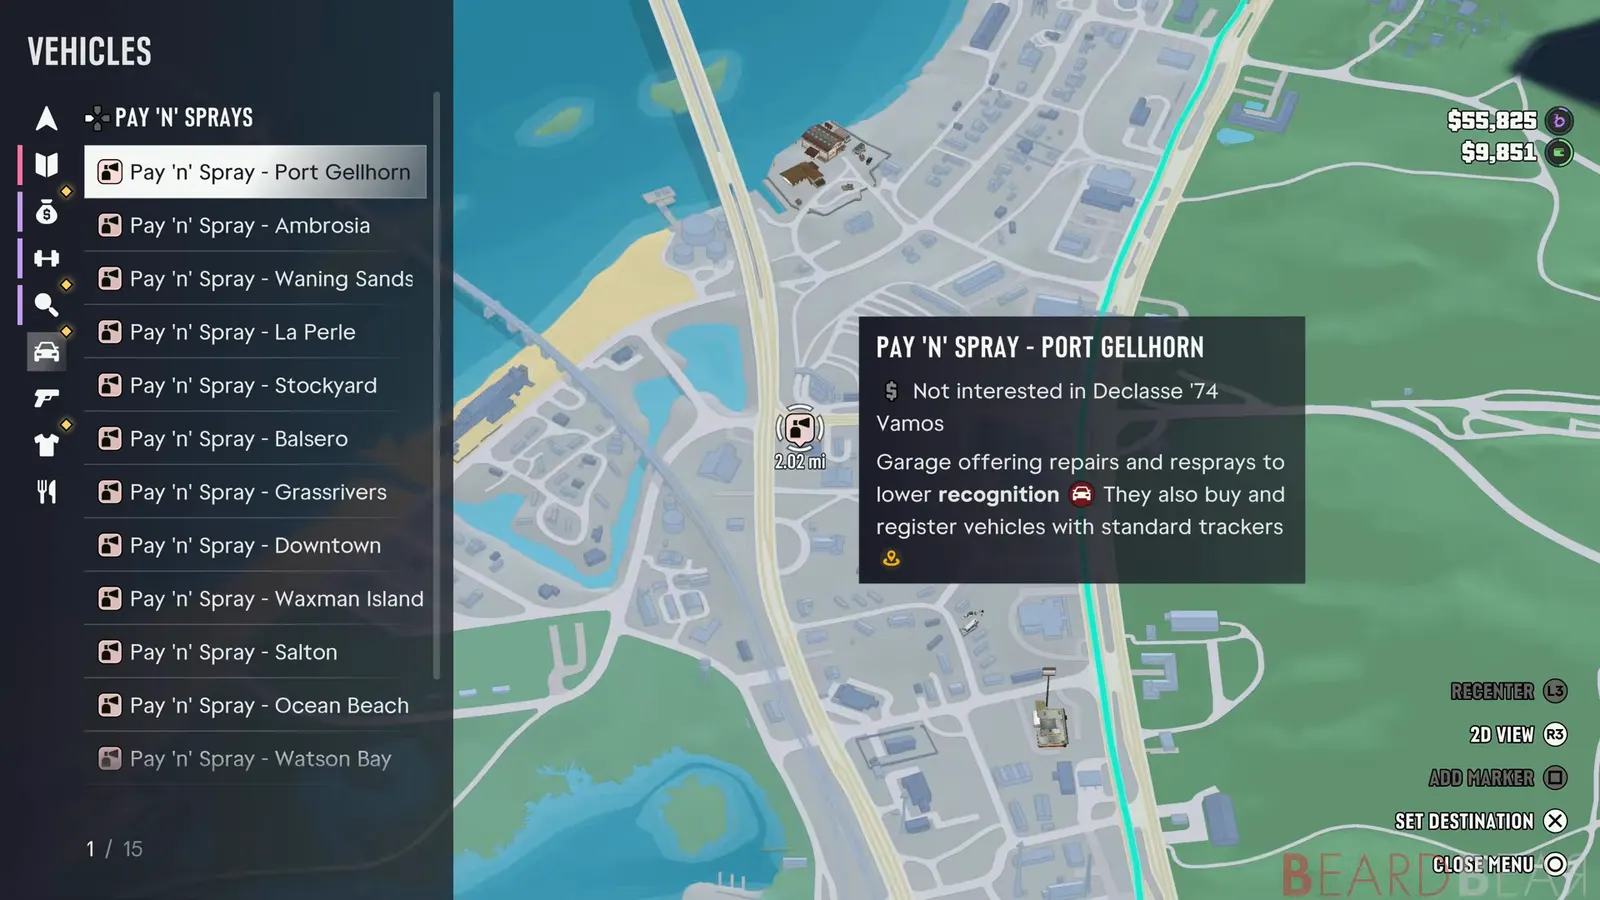 VEHICLES
PAY 'N' SPRAYS
Pay 'n' Spray - Port Gellhorn
Pay 'n' Spray - Ambrosia
Pay 'n' Spray - Waning Sands
Pay 'n' Spray - La Perle
Pay 'n' Spray - Stockyard
Pay 'n' Spray - Balsero
Pay 'n' Spray - Grassrivers
Pay 'n' Spray - Downtown
Pay 'n' Spray - Waxman Island
Pay 'n' Spray - Salton
Pay 'n' Spray - Ocean Beach
Pay 'n' Spray - Watson Bay
1 / 15
2.02 mi
PAY 'N' SPRAY - PORT GELLHORN
$ Not interested in Declasse '74
Vamos
Garage offering repairs and resprays to
lower recognition They also buy and
register vehicles with standard trackers
$55,825
$9,851
RECENTER L3
2D VIEW R3
ADD MARKER
SET DESTINATION
CLOSE MENU
BEARDBEAR